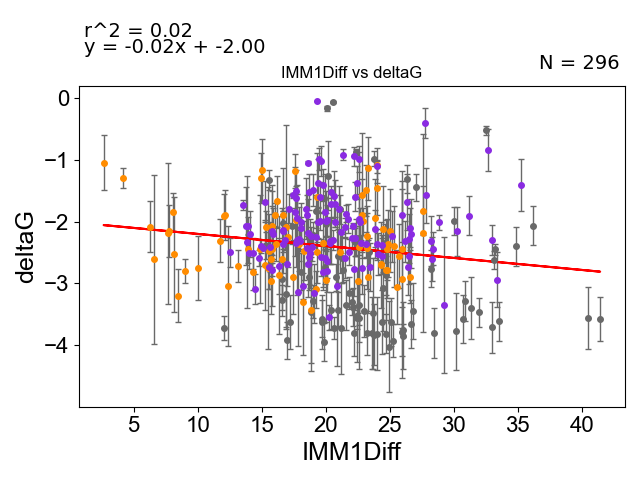 r^2 = 0.02
y = -0.02x + -2.00
N = 296
IMM1Diff vs deltaG
0
−1
−2
−3
−4
deltaG
5 10 15 20 25 30 35 40
IMM1Diff